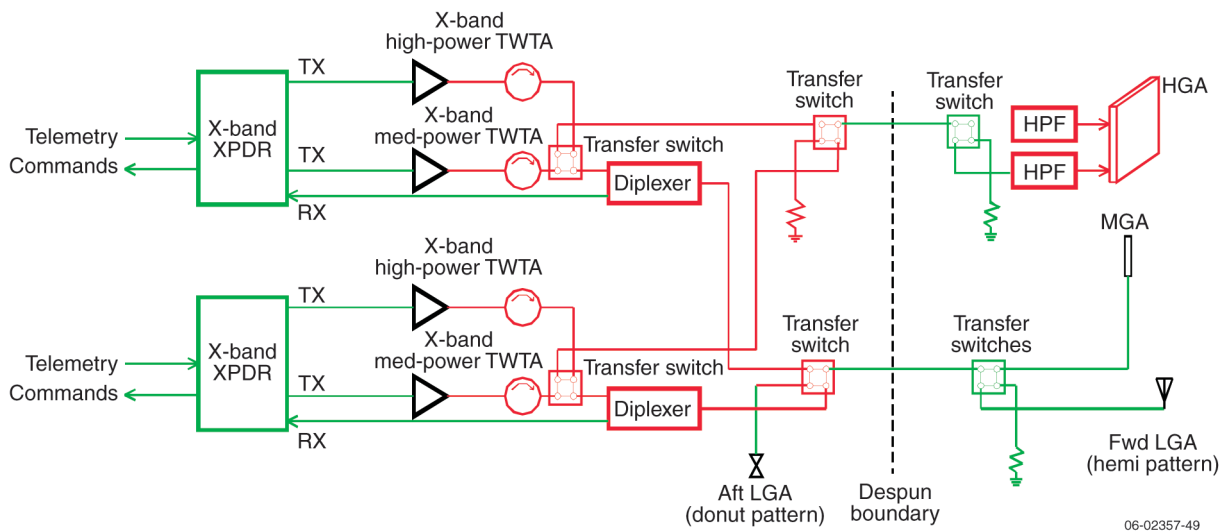 X-band
high-power TWTA
TX
X-band
XPDR
Telemetry
Commands
X-band
med-power TWTA
TX
Transfer switch
Diplexer
RX
Transfer
switch
Transfer
switch
HGA
HPF
HPF
MGA
X-band
high-power TWTA
TX
X-band
XPDR
Telemetry
Commands
X-band
med-power TWTA
TX
Transfer switch
Diplexer
RX
Transfer
switch
Transfer
switches
Aft LGA
(donut pattern)
Despun
boundary
Fwd LGA
(hemi pattern)
06-02357-49